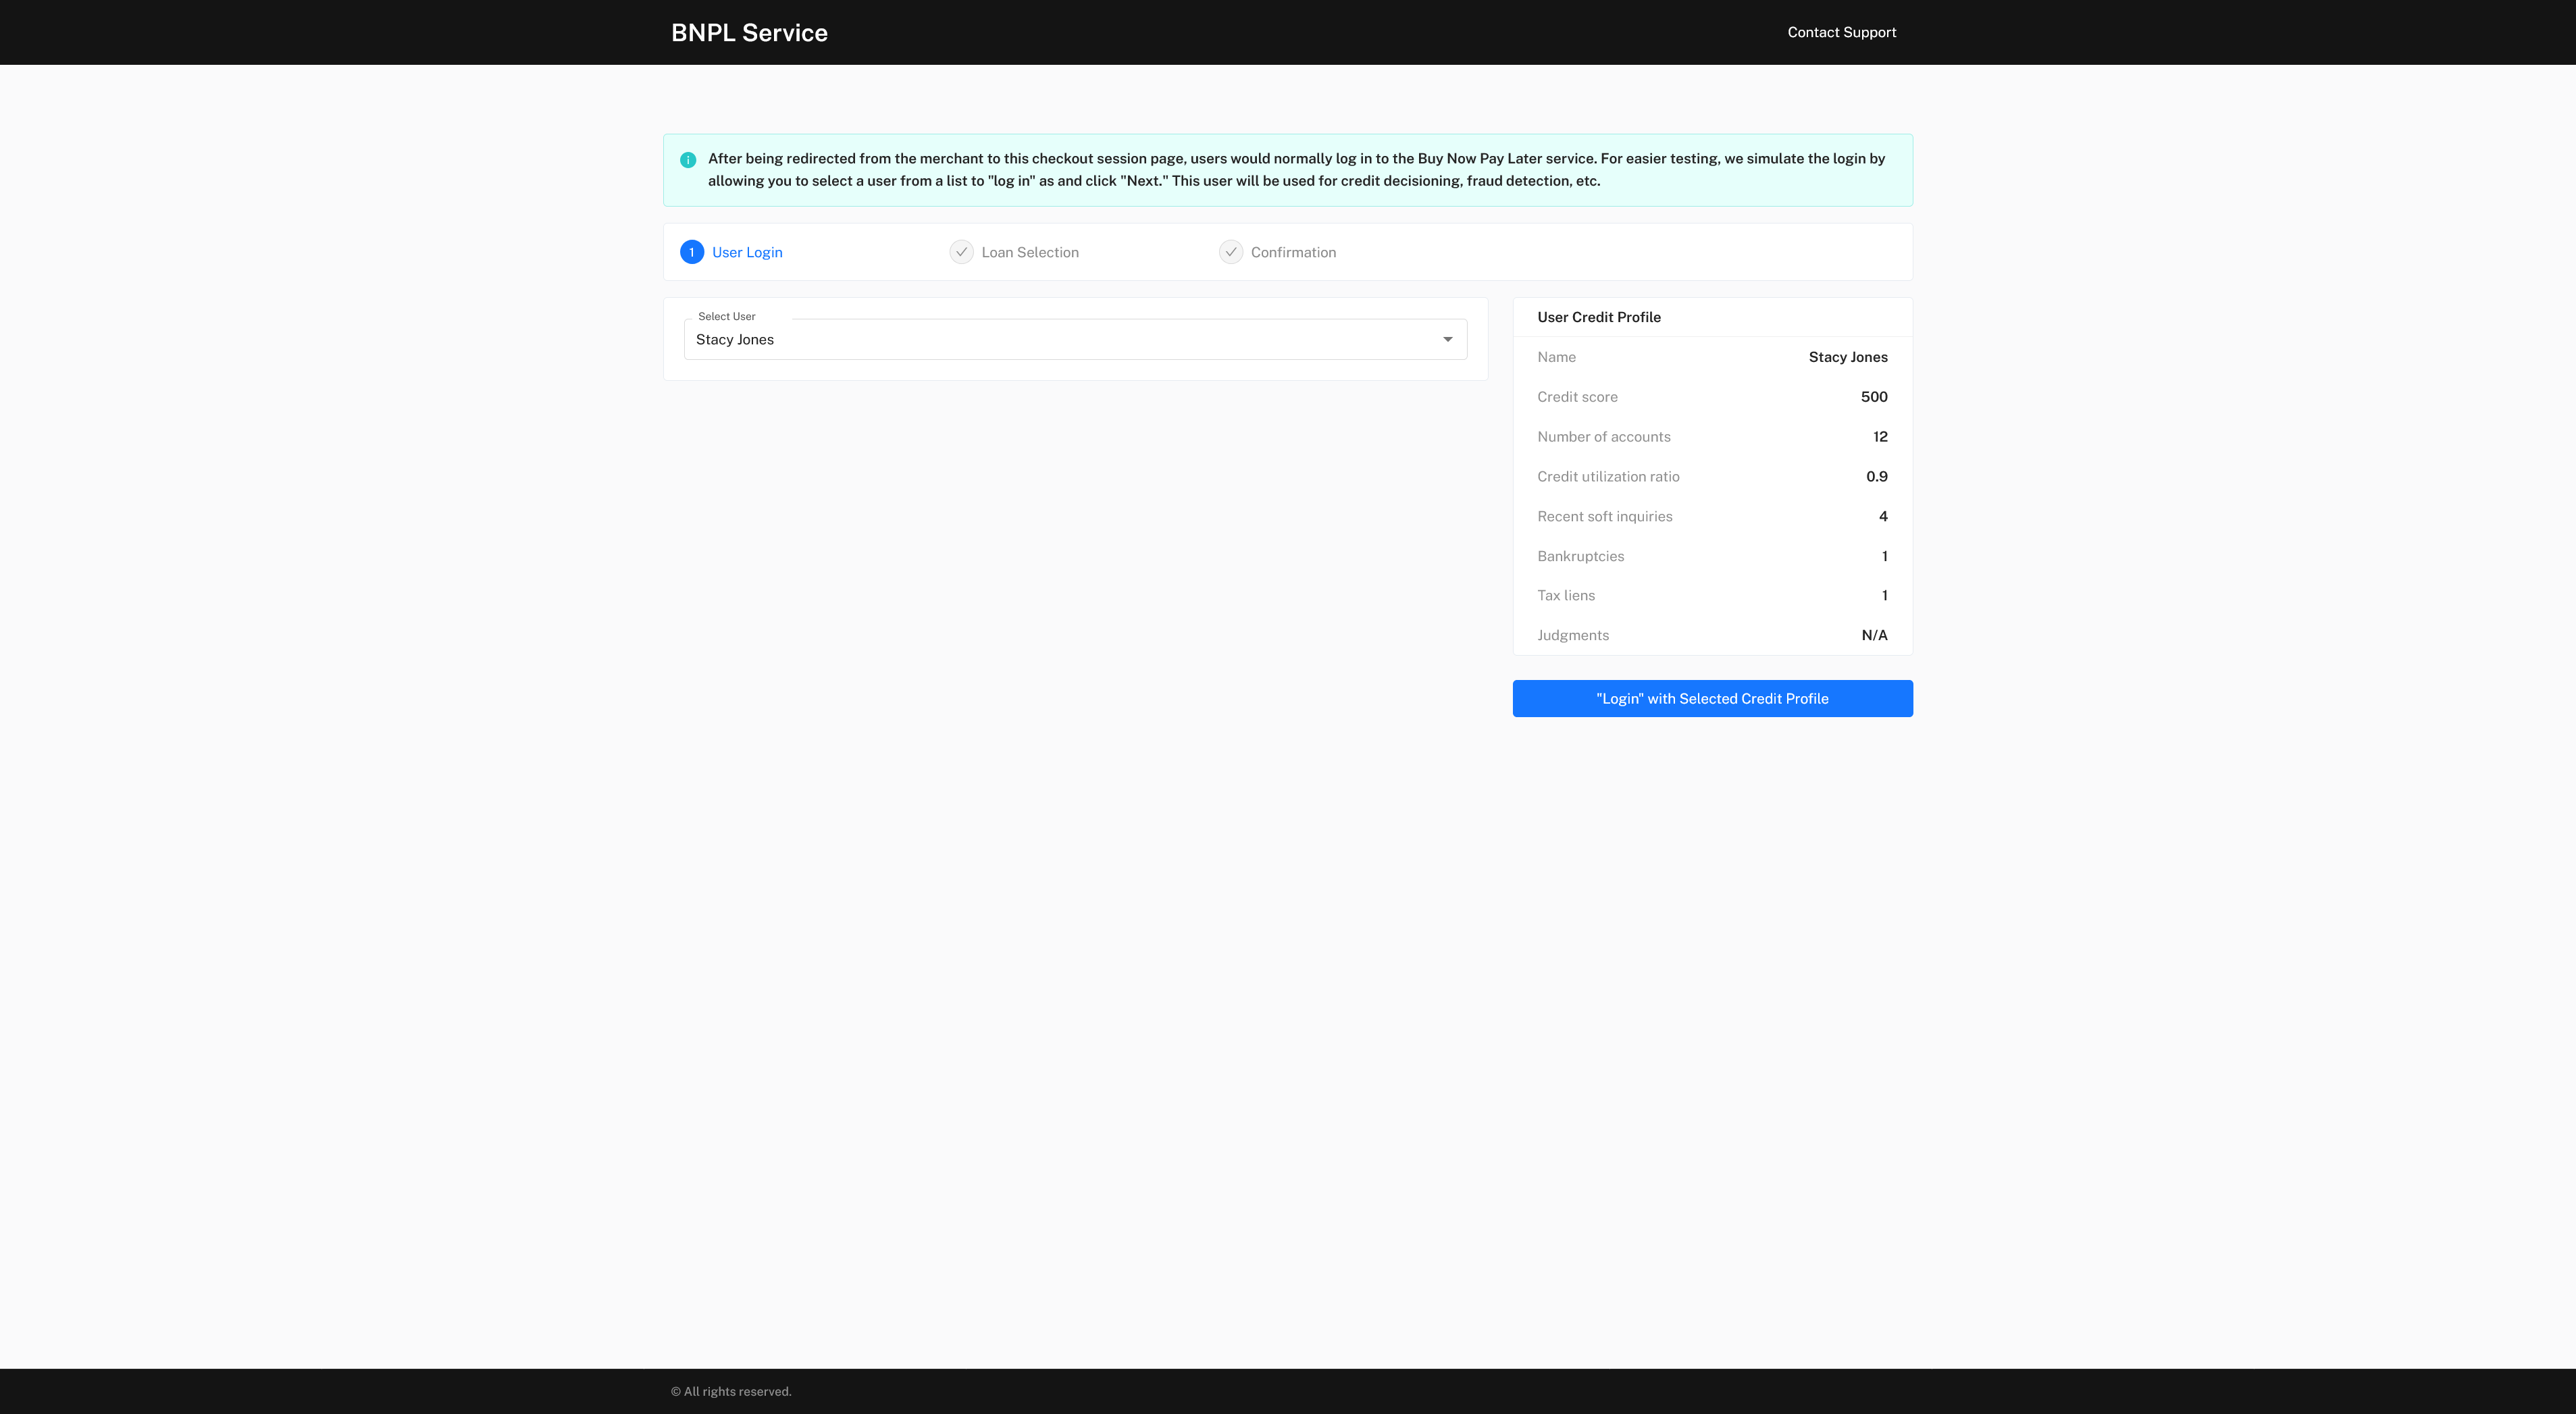 BNPL Service
Contact Support
After being redirected from the merchant to this checkout session page, users would normally log in to the Buy Now Pay Later service. For easier testing, we simulate the login by
allowing you to select a user from a list to "log in" as and click "Next." This user will be used for credit decisioning, fraud detection, etc.
1 User Login
Loan Selection
Confirmation
Select User
Stacy Jones
User Credit Profile
Name Stacy Jones
Credit score 500
Number of accounts 12
Credit utilization ratio 0.9
Recent soft inquiries 4
Bankruptcies 1
Tax liens 1
Judgments N/A
"Login" with Selected Credit Profile
© All rights reserved.